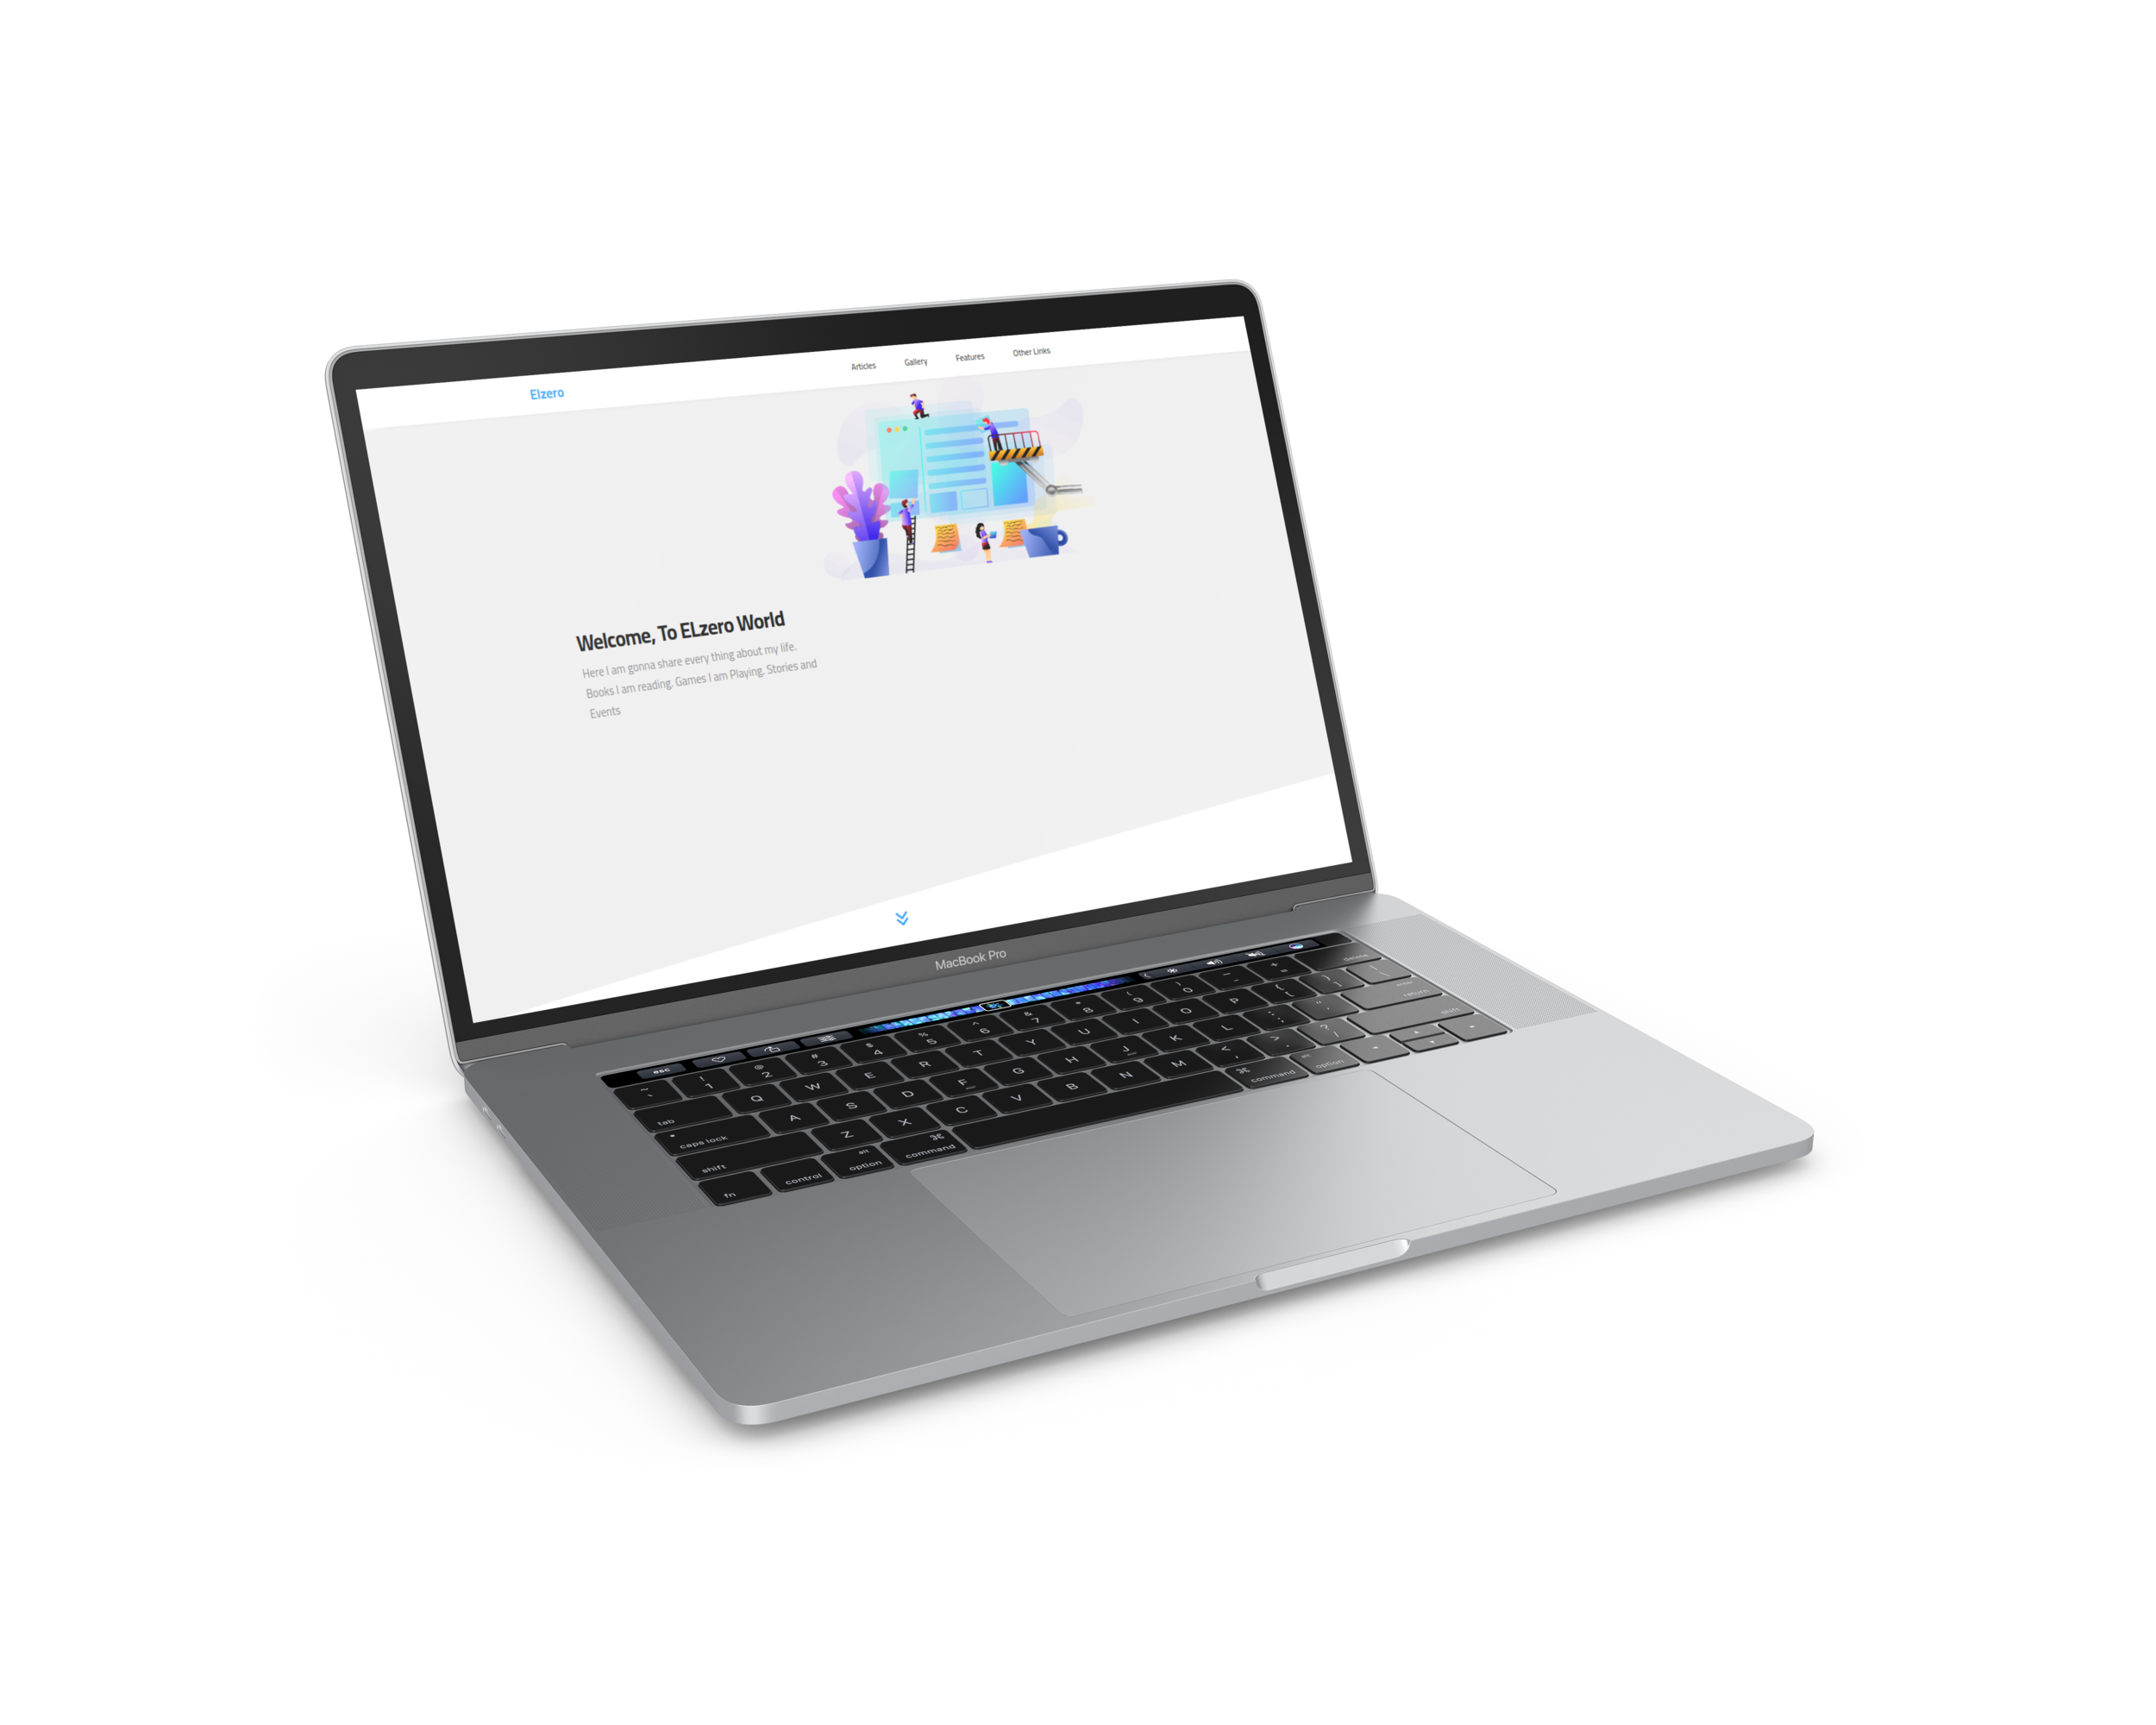 Elzero
Articles Gallery Features Other Links
Welcome, To ELzero World
Here I am gonna share every thing about my life.
Books I am reading, Games I am Playing, Stories and
Events
MacBook Pro
esc
~ ` ! 1 @ 2 # 3 $ 4 % 5 ^ 6 & 7 * 8 ( 9 ) 0 — - + = delete
tab Q W E R T Y U I O P { [ } ] | \
caps lock A S D F G H J K L : ; " ' enter return
shift Z X C V B N M < , > . ? / shift
fn control alt option ⌘ command ⌘ command alt option